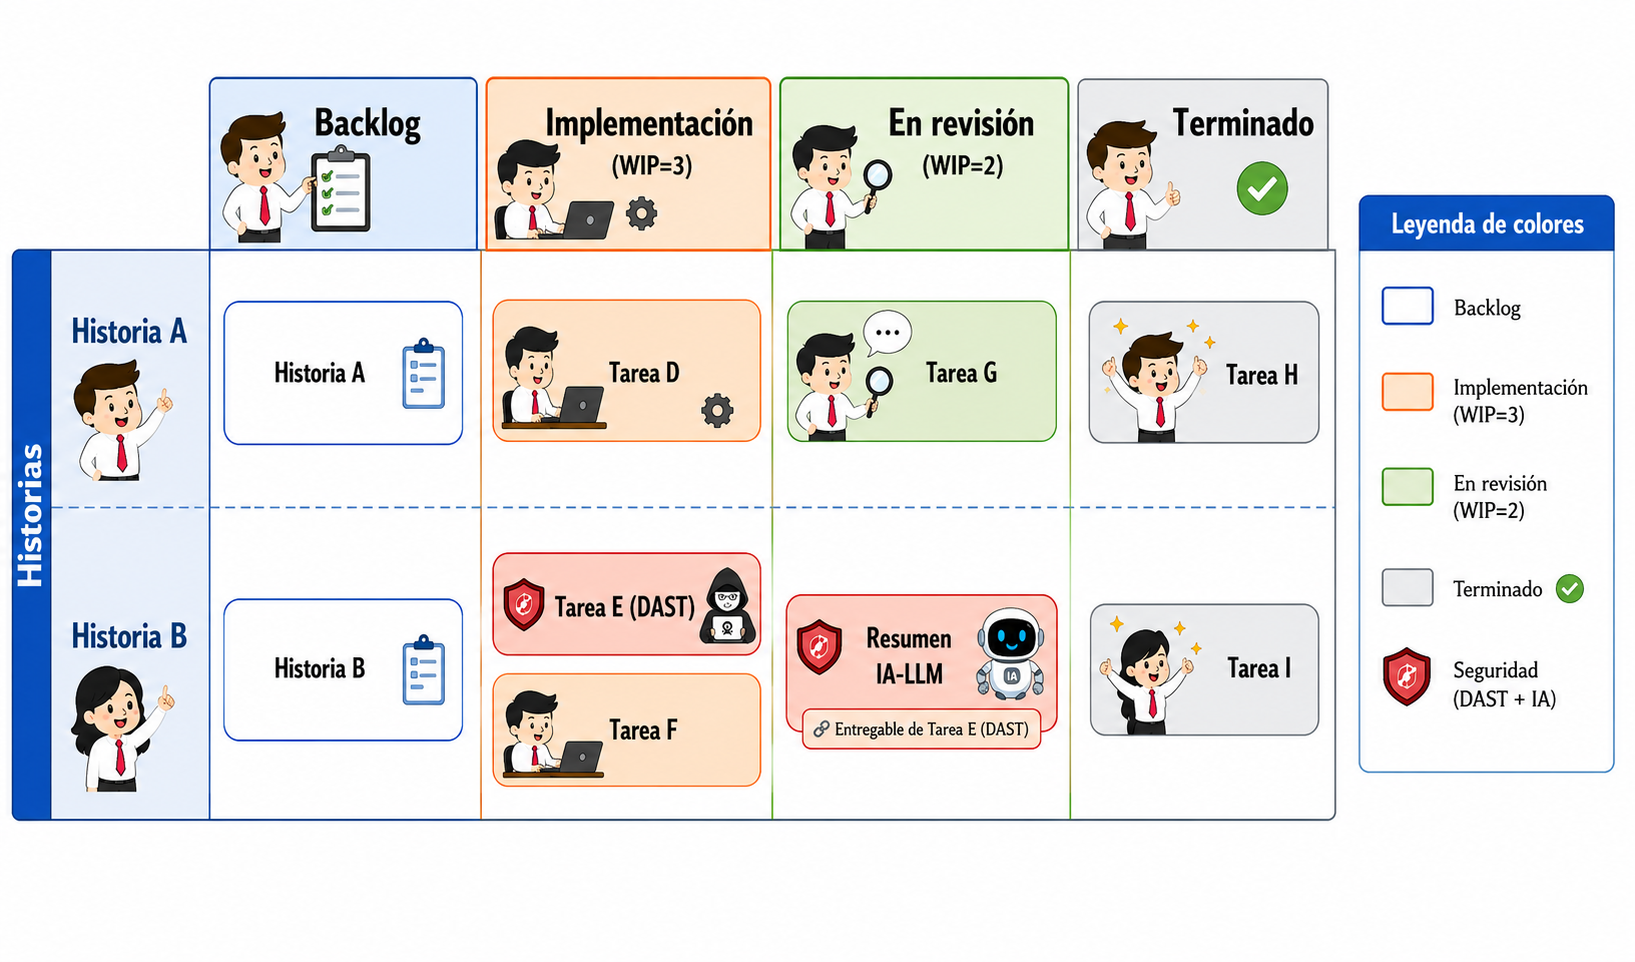 Backlog
Implementación
(WIP=3)
En revisión
(WIP=2)
Terminado
Historias
Historia A
Historia A
Tarea D
Tarea G
Tarea H
Historia B
Historia B
Tarea E (DAST)
Tarea F
Resumen
IA-LLM
IA
Entregable de Tarea E (DAST)
Tarea I
Leyenda de colores
Backlog
Implementación
(WIP=3)
En revisión
(WIP=2)
Terminado
Seguridad
(DAST + IA)